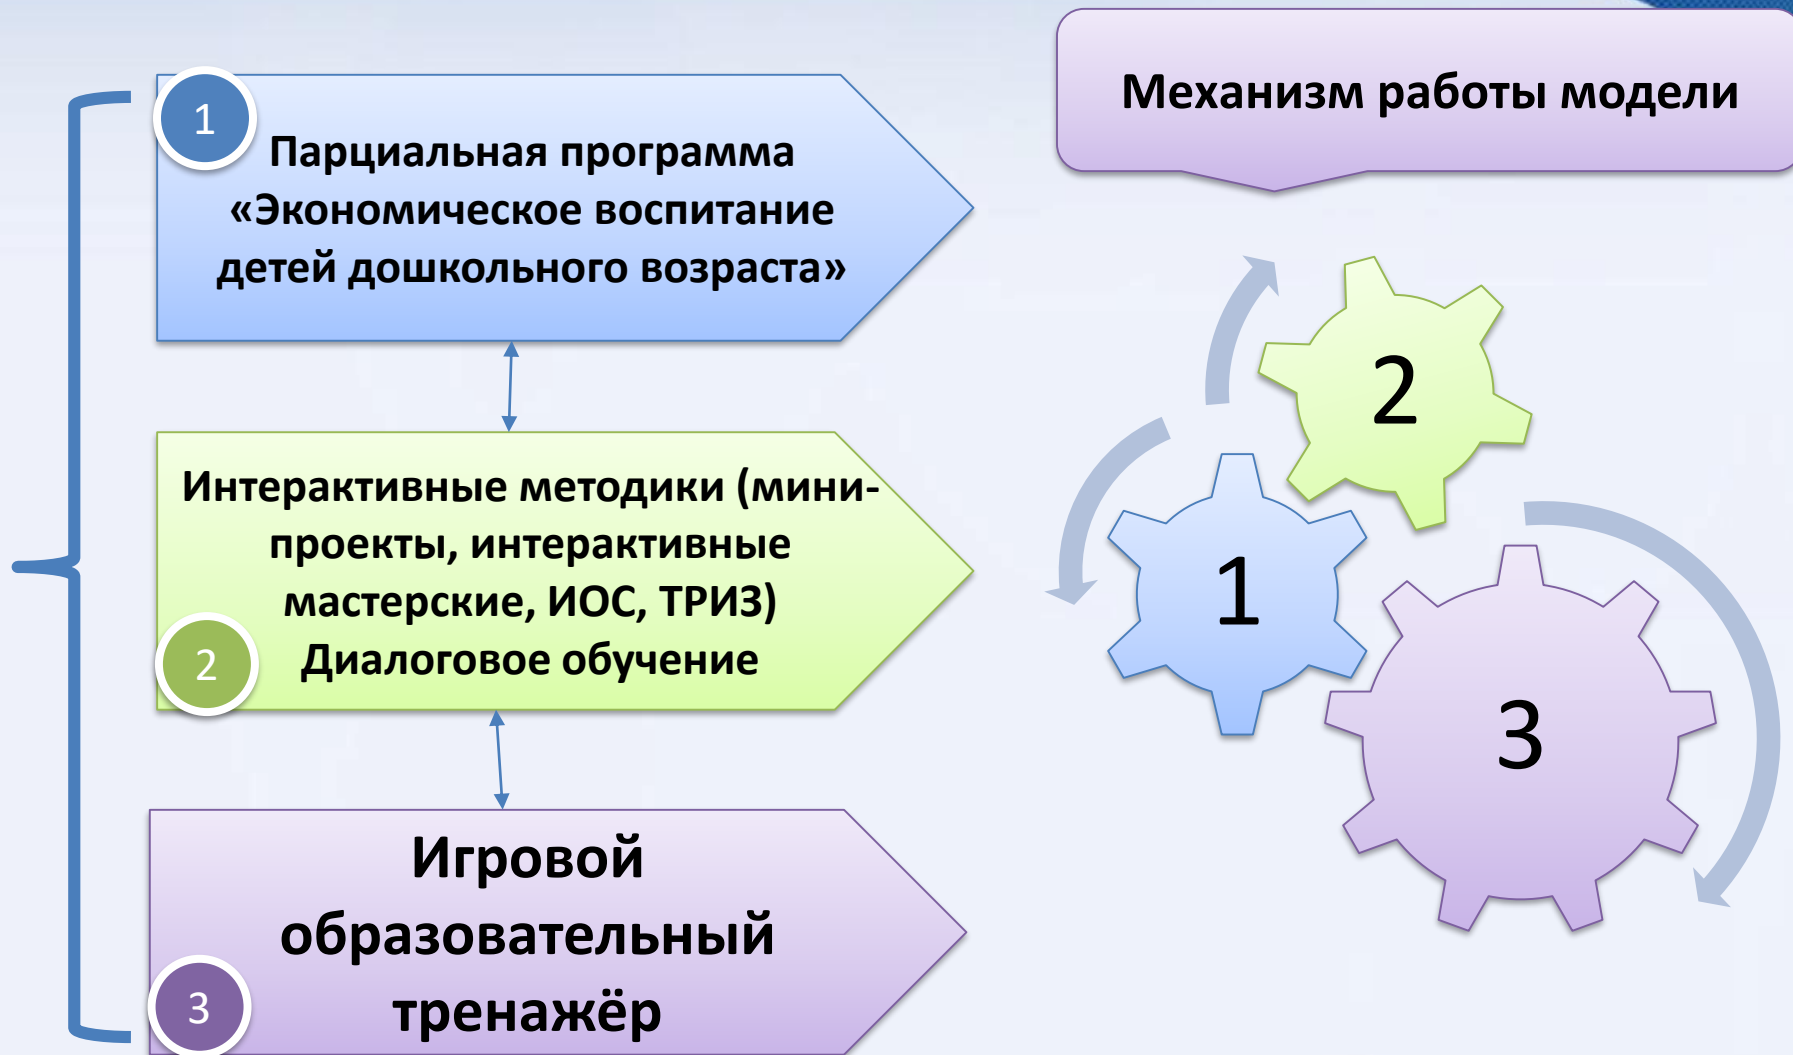 Механизм работы модели
1
Парциальная программа
«Экономическое воспитание
детей дошкольного возраста»
Интерактивные методики (мини-
проекты, интерактивные
мастерские, ИОС, ТРИЗ)
Диалоговое обучение
2
Игровой
образовательный
тренажёр
3
2
1
3